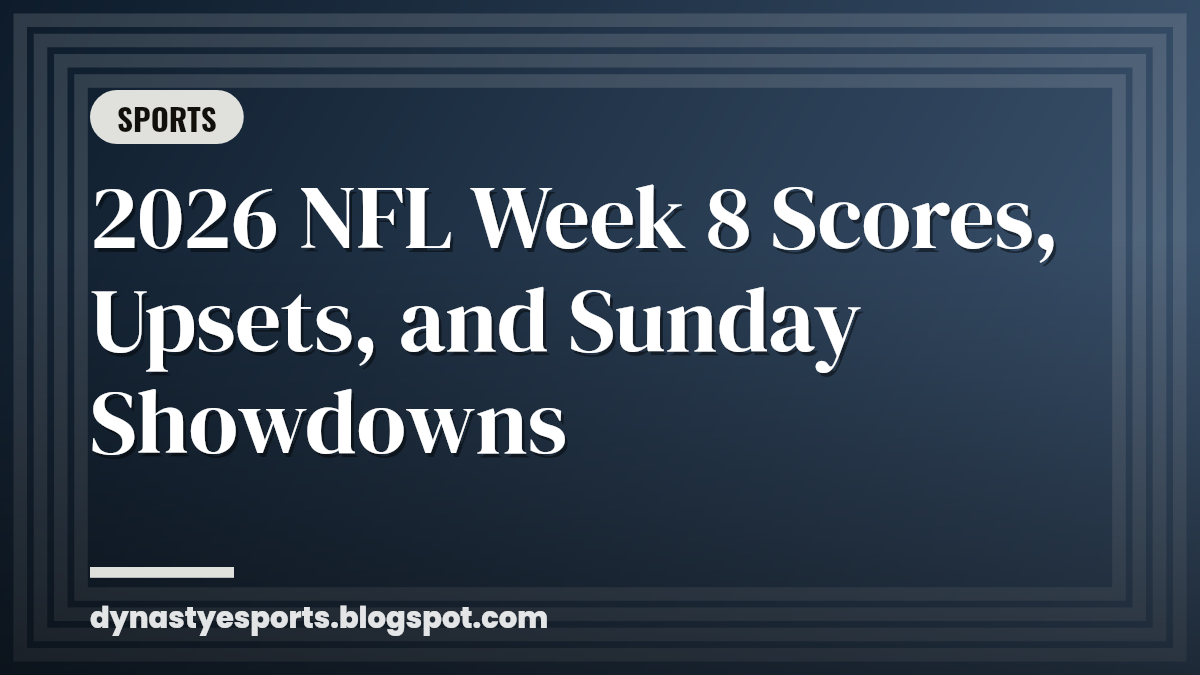 SPORTS
2026 NFL Week 8 Scores,
Upsets, and Sunday
Showdowns
dynastyesports.blogspot.com